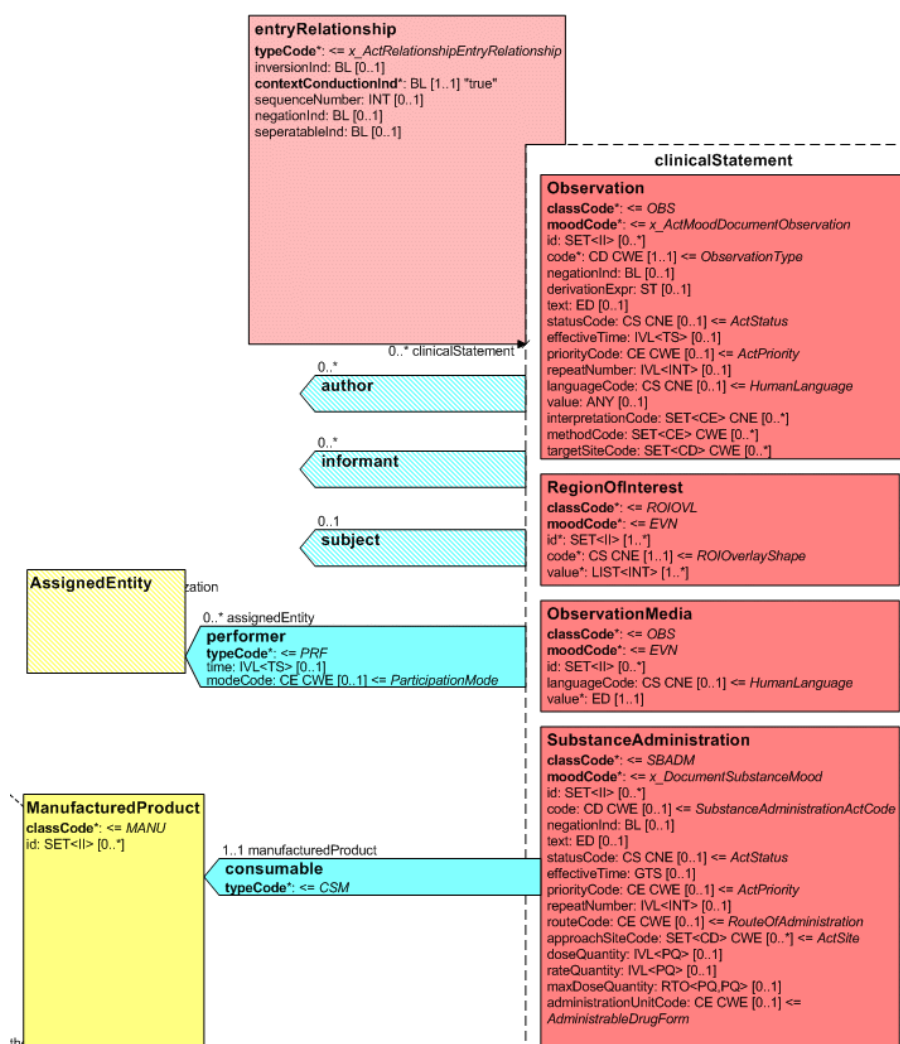 entryRelationship
typeCode*: <= x_ActRelationshipEntryRelationship
inversionInd: BL [0..1]
contextConductionInd*: BL [1..1] "true"
sequenceNumber: INT [0..1]
negationInd: BL [0..1]
seperatableInd: BL [0..1]
clinicalStatement
Observation
classCode*: <= OBS
moodCode*: <= x_ActMoodDocumentObservation
id: SET<II> [0..*]
code*: CD CWE [1..1] <= ObservationType
negationInd: BL [0..1]
derivationExpr: ST [0..1]
text: ED [0..1]
statusCode: CS CNE [0..1] <= ActStatus
effectiveTime: IVL<TS> [0..1]
priorityCode: CE CWE [0..1] <= ActPriority
repeatNumber: IVL<INT> [0..1]
languageCode: CS CNE [0..1] <= HumanLanguage
value: ANY [0..1]
interpretationCode: SET<CE> CNE [0..*]
methodCode: SET<CE> CWE [0..*]
targetSiteCode: SET<CD> CWE [0..*]
0..* clinicalStatement
0..*
author
0..*
informant
0..1
subject
RegionOfInterest
classCode*: <= ROIOVL
moodCode*: <= EVN
id*: SET<II> [1..*]
code*: CS CNE [1..1] <= ROIOverlayShape
value*: LIST<INT> [1..*]
AssignedEntity
zation
0..* assignedEntity
performer
typeCode*: <= PRF
time: IVL<TS> [0..1]
modeCode: CE CWE [0..1] <= ParticipationMode
ObservationMedia
classCode*: <= OBS
moodCode*: <= EVN
id: SET<II> [0..*]
languageCode: CS CNE [0..1] <= HumanLanguage
value*: ED [1..1]
SubstanceAdministration
classCode*: <= SBADM
moodCode*: <= x_DocumentSubstanceMood
id: SET<II> [0..*]
code: CD CWE [0..1] <= SubstanceAdministrationActCode
negationInd: BL [0..1]
text: ED [0..1]
statusCode: CS CNE [0..1] <= ActStatus
effectiveTime: GTS [0..1]
priorityCode: CE CWE [0..1] <= ActPriority
repeatNumber: IVL<INT> [0..1]
routeCode: CE CWE [0..1] <= RouteOfAdministration
approachSiteCode: SET<CD> CWE [0..*] <= ActSite
doseQuantity: IVL<PQ> [0..1]
rateQuantity: IVL<PQ> [0..1]
maxDoseQuantity: RTO<PQ,PQ> [0..1]
administrationUnitCode: CE CWE [0..1] <=
AdministrableDrugForm
ManufacturedProduct
classCode*: <= MANU
id: SET<II> [0..*]
1..1 manufacturedProduct
consumable
typeCode*: <= CSM